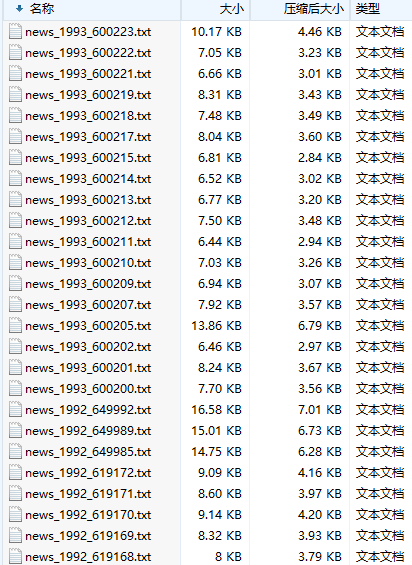 名称 大小 压缩后大小 类型
news_1993_600223.txt 10.17 KB 4.46 KB 文本文档
news_1993_600222.txt 7.05 KB 3.23 KB 文本文档
news_1993_600221.txt 6.66 KB 3.01 KB 文本文档
news_1993_600219.txt 8.31 KB 3.43 KB 文本文档
news_1993_600218.txt 7.48 KB 3.49 KB 文本文档
news_1993_600217.txt 8.04 KB 3.60 KB 文本文档
news_1993_600215.txt 6.81 KB 2.84 KB 文本文档
news_1993_600214.txt 6.52 KB 3.02 KB 文本文档
news_1993_600213.txt 6.77 KB 3.20 KB 文本文档
news_1993_600212.txt 7.50 KB 3.48 KB 文本文档
news_1993_600211.txt 6.44 KB 2.94 KB 文本文档
news_1993_600210.txt 7.03 KB 3.26 KB 文本文档
news_1993_600209.txt 6.94 KB 3.07 KB 文本文档
news_1993_600207.txt 7.92 KB 3.57 KB 文本文档
news_1993_600205.txt 13.86 KB 6.79 KB 文本文档
news_1993_600202.txt 6.46 KB 2.97 KB 文本文档
news_1993_600201.txt 8.24 KB 3.67 KB 文本文档
news_1993_600200.txt 7.70 KB 3.56 KB 文本文档
news_1992_649992.txt 16.58 KB 7.01 KB 文本文档
news_1992_649989.txt 15.01 KB 6.73 KB 文本文档
news_1992_649985.txt 14.75 KB 6.28 KB 文本文档
news_1992_619172.txt 9.09 KB 4.16 KB 文本文档
news_1992_619171.txt 8.60 KB 3.97 KB 文本文档
news_1992_619170.txt 9.14 KB 4.20 KB 文本文档
news_1992_619169.txt 8.32 KB 3.93 KB 文本文档
news_1992_619168.txt 8 KB 3.79 KB 文本文档